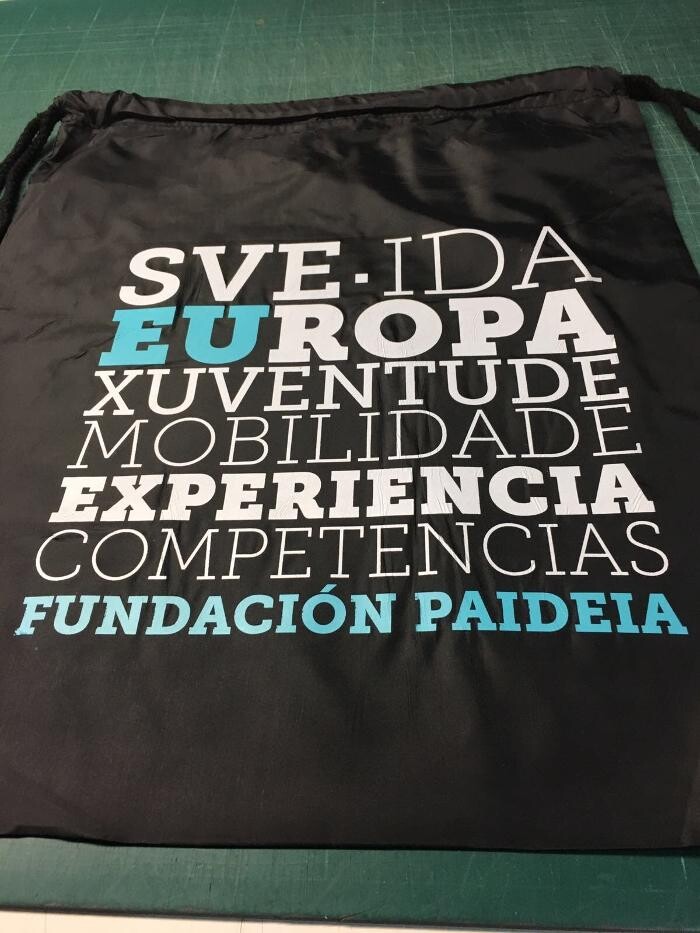 SVE·IDA
EUROPA
XUVENTUDE
MOBILIDADE
EXPERIENCIA
COMPETENCIAS
FUNDACIÓN PAIDEIA